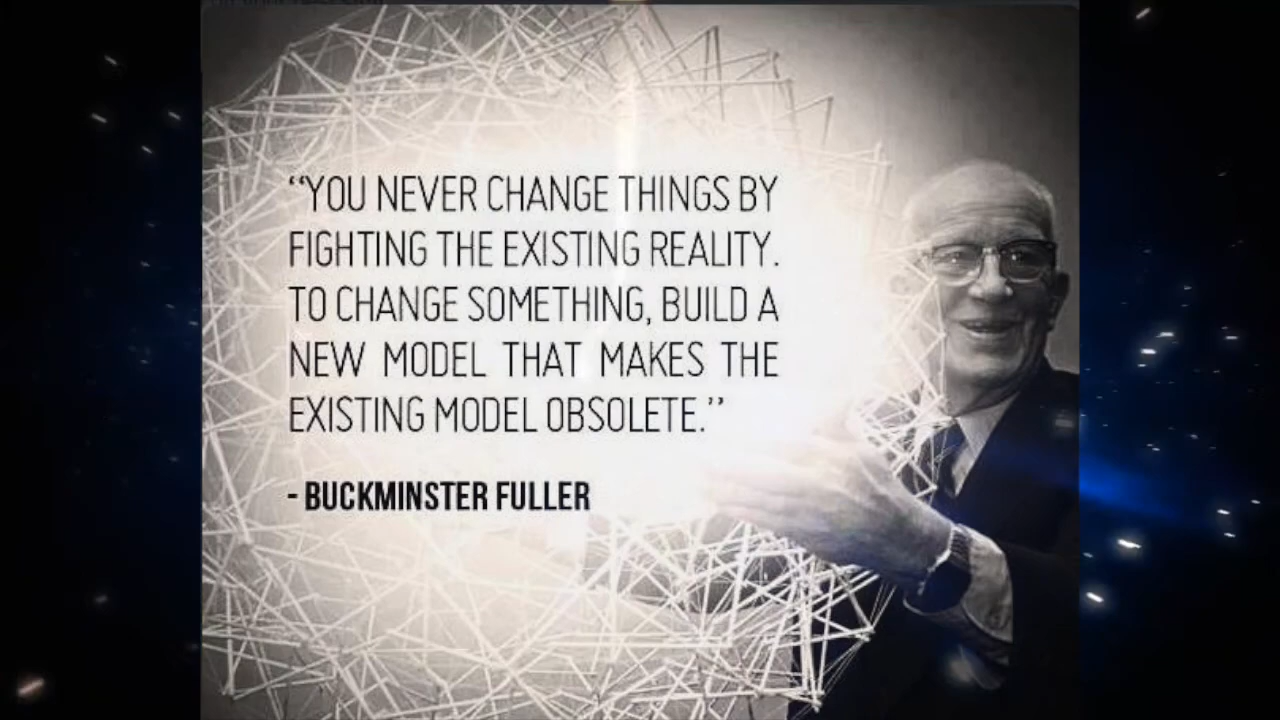 “YOU NEVER CHANGE THINGS BY
FIGHTING THE EXISTING REALITY.
TO CHANGE SOMETHING, BUILD A
NEW MODEL THAT MAKES THE
EXISTING MODEL OBSOLETE.”
- BUCKMINSTER FULLER